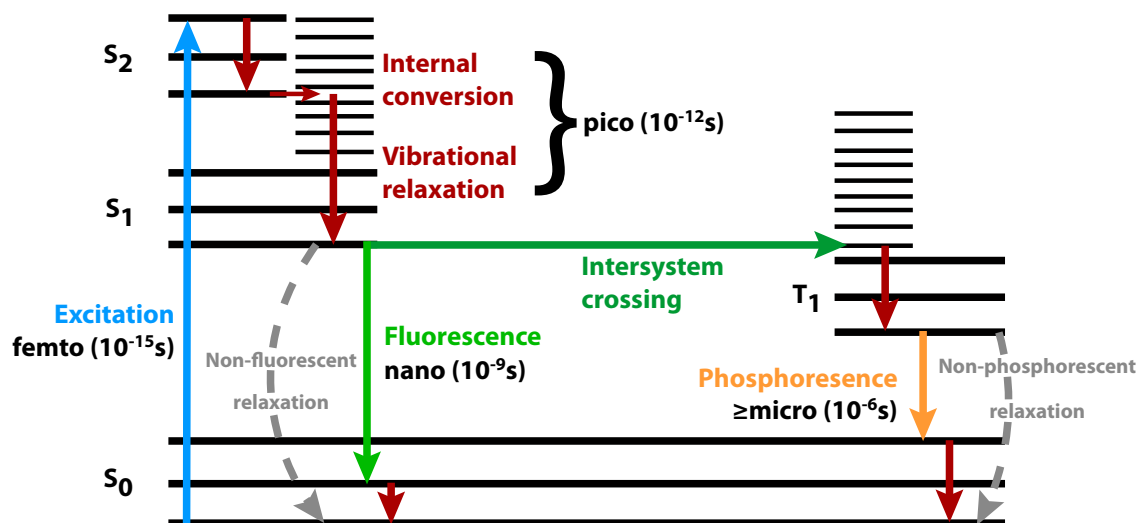 S₂
Internal
conversion
pico (10⁻¹²s)
Vibrational
relaxation
S₁
Intersystem
crossing
T₁
Excitation
femto (10⁻¹⁵s)
Non-fluorescent
relaxation
Fluorescence
nano (10⁻⁹s)
Phosphoresence
≥micro (10⁻⁶s)
Non-phosphorescent
relaxation
S₀